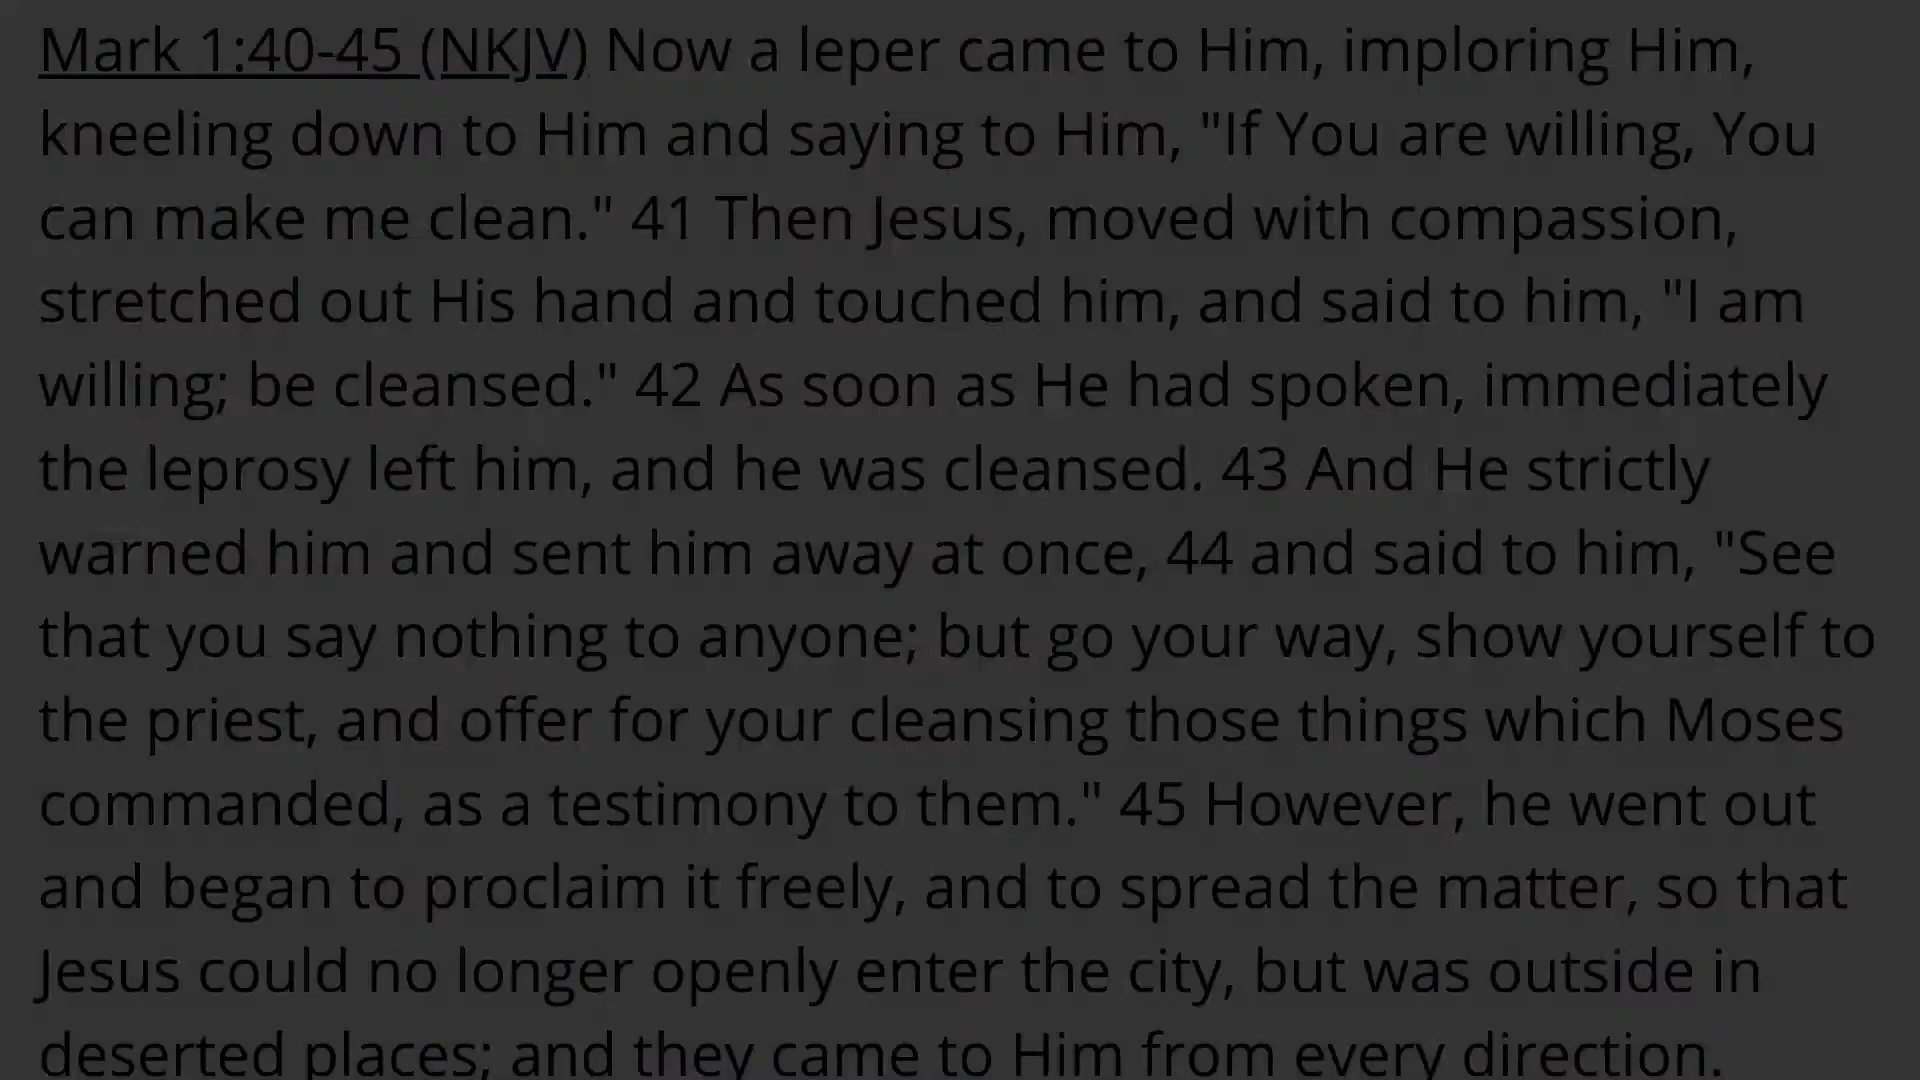 Mark 1:40-45 (NKJV) Now a leper came to Him, imploring Him,
kneeling down to Him and saying to Him, "If You are willing, You
can make me clean." 41 Then Jesus, moved with compassion,
stretched out His hand and touched him, and said to him, "I am
willing; be cleansed." 42 As soon as He had spoken, immediately
the leprosy left him, and he was cleansed. 43 And He strictly
warned him and sent him away at once, 44 and said to him, "See
that you say nothing to anyone; but go your way, show yourself to
the priest, and offer for your cleansing those things which Moses
commanded, as a testimony to them." 45 However, he went out
and began to proclaim it freely, and to spread the matter, so that
Jesus could no longer openly enter the city, but was outside in
deserted places; and they came to Him from every direction.